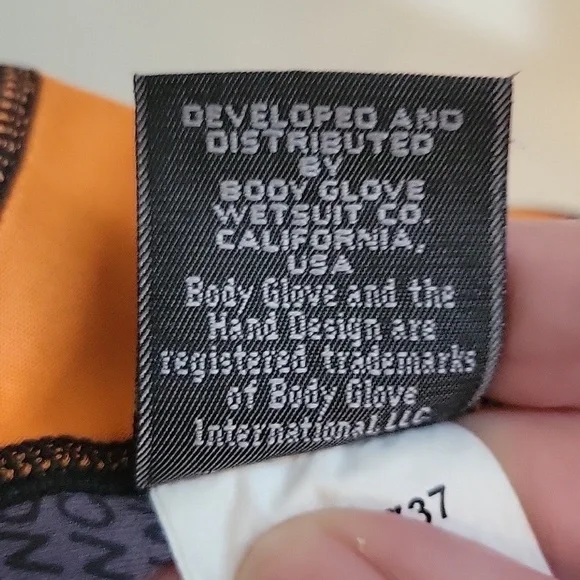 DEVELOPED AND
DISTRIBUTED
BY
BODY GLOVE
WETSUIT CO.
CALIFORNIA,
USA
Body Glove and the
Hand Design are
registered trademarks
of Body Glove
International LLC
37